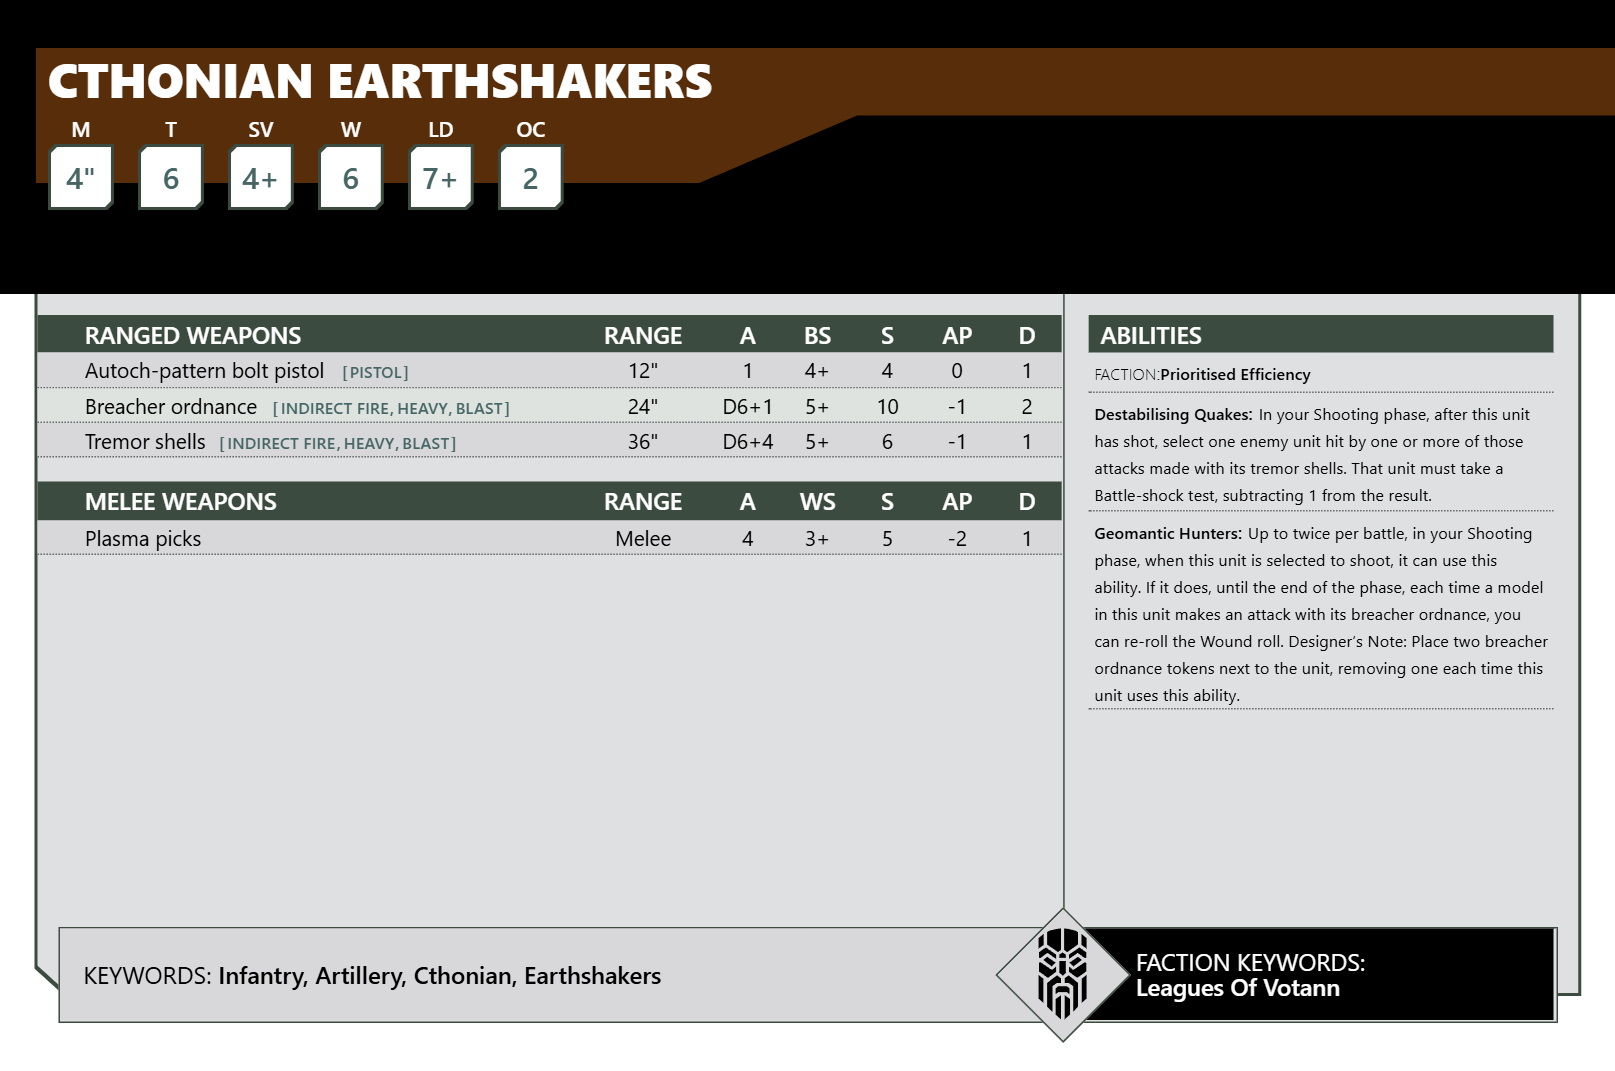 CTHONIAN EARTHSHAKERS
M T SV W LD OC
4" 6 4+ 6 7+ 2
RANGED WEAPONS RANGE A BS S AP D
Autoch-pattern bolt pistol [PISTOL] 12" 1 4+ 4 0 1
Breacher ordnance [INDIRECT FIRE, HEAVY, BLAST] 24" D6+1 5+ 10 -1 2
Tremor shells [INDIRECT FIRE, HEAVY, BLAST] 36" D6+4 5+ 6 -1 1
MELEE WEAPONS RANGE A WS S AP D
Plasma picks Melee 4 3+ 5 -2 1
ABILITIES
FACTION:Prioritised Efficiency
Destabilising Quakes: In your Shooting phase, after this unit
has shot, select one enemy unit hit by one or more of those
attacks made with its tremor shells. That unit must take a
Battle-shock test, subtracting 1 from the result.
Geomantic Hunters: Up to twice per battle, in your Shooting
phase, when this unit is selected to shoot, it can use this
ability. If it does, until the end of the phase, each time a model
in this unit makes an attack with its breacher ordnance, you
can re-roll the Wound roll. Designer’s Note: Place two breacher
ordnance tokens next to the unit, removing one each time this
unit uses this ability.
KEYWORDS: Infantry, Artillery, Cthonian, Earthshakers
FACTION KEYWORDS:
Leagues Of Votann